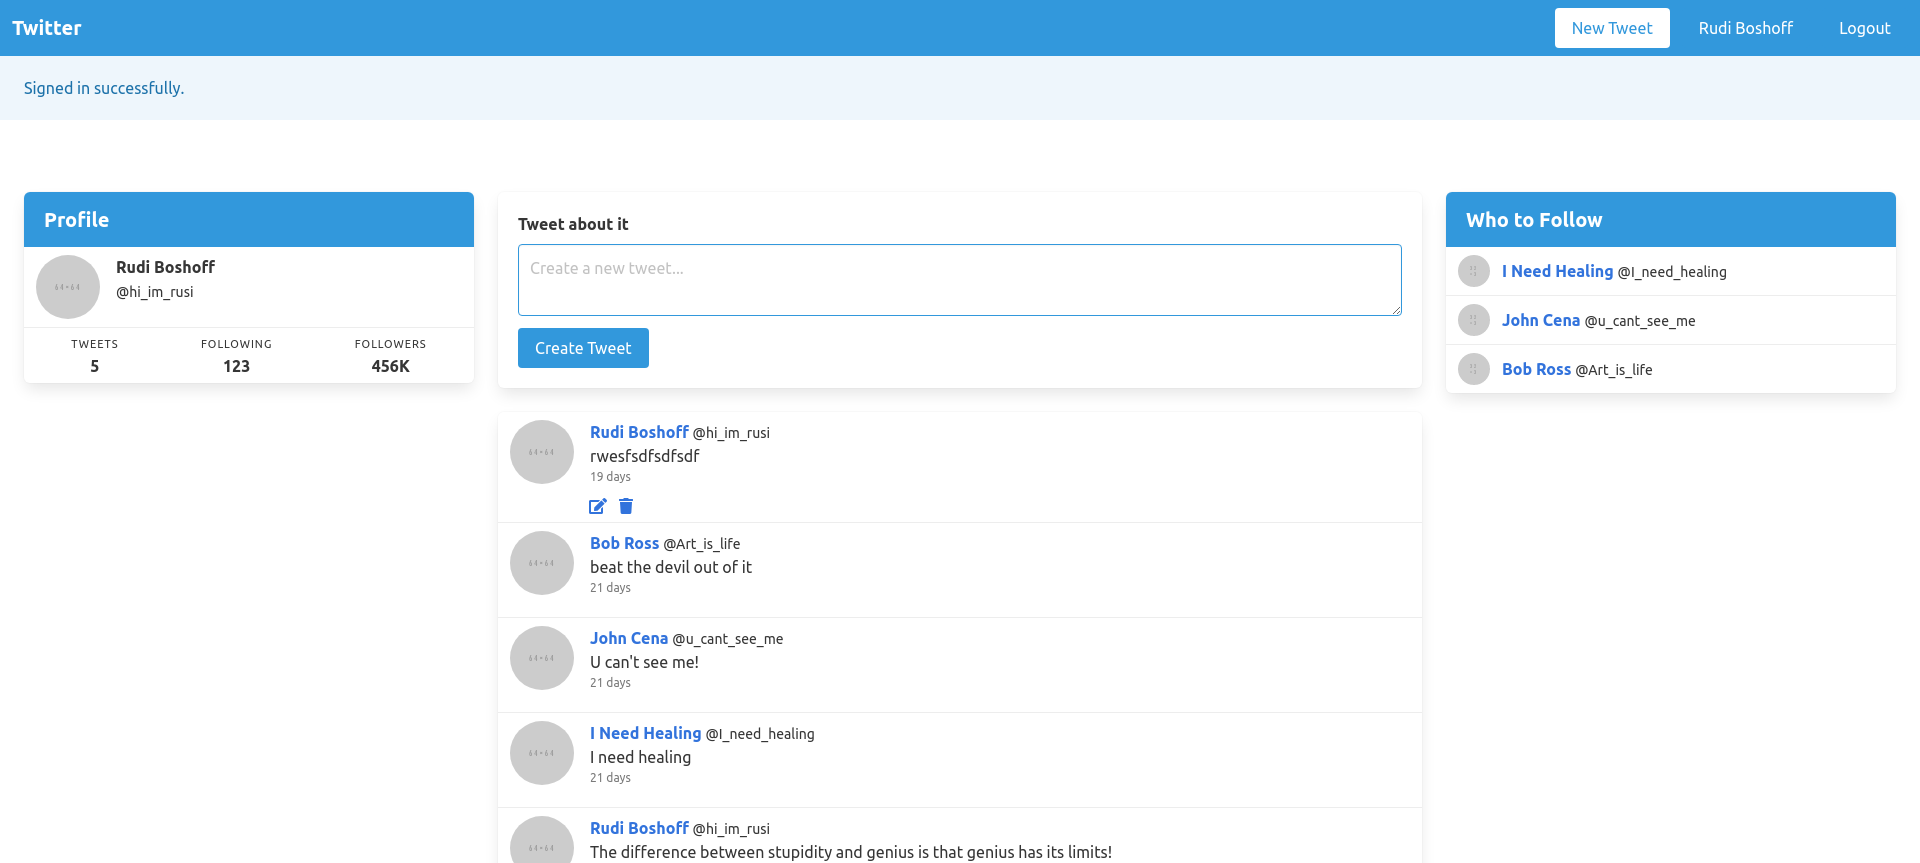 Twitter
New Tweet
Rudi Boshoff
Logout
Signed in successfully.
Profile
Rudi Boshoff
@hi_im_rusi
TWEETS
5
FOLLOWING
123
FOLLOWERS
456K
Tweet about it
Create a new tweet...
Create Tweet
64×64
Rudi Boshoff @hi_im_rusi
rwesfsdfsdfsdf
19 days
64×64
Bob Ross @Art_is_life
beat the devil out of it
21 days
64×64
John Cena @u_cant_see_me
U can't see me!
21 days
64×64
I Need Healing @I_need_healing
I need healing
21 days
64×64
Rudi Boshoff @hi_im_rusi
The difference between stupidity and genius is that genius has its limits!
Who to Follow
I Need Healing @I_need_healing
John Cena @u_cant_see_me
Bob Ross @Art_is_life